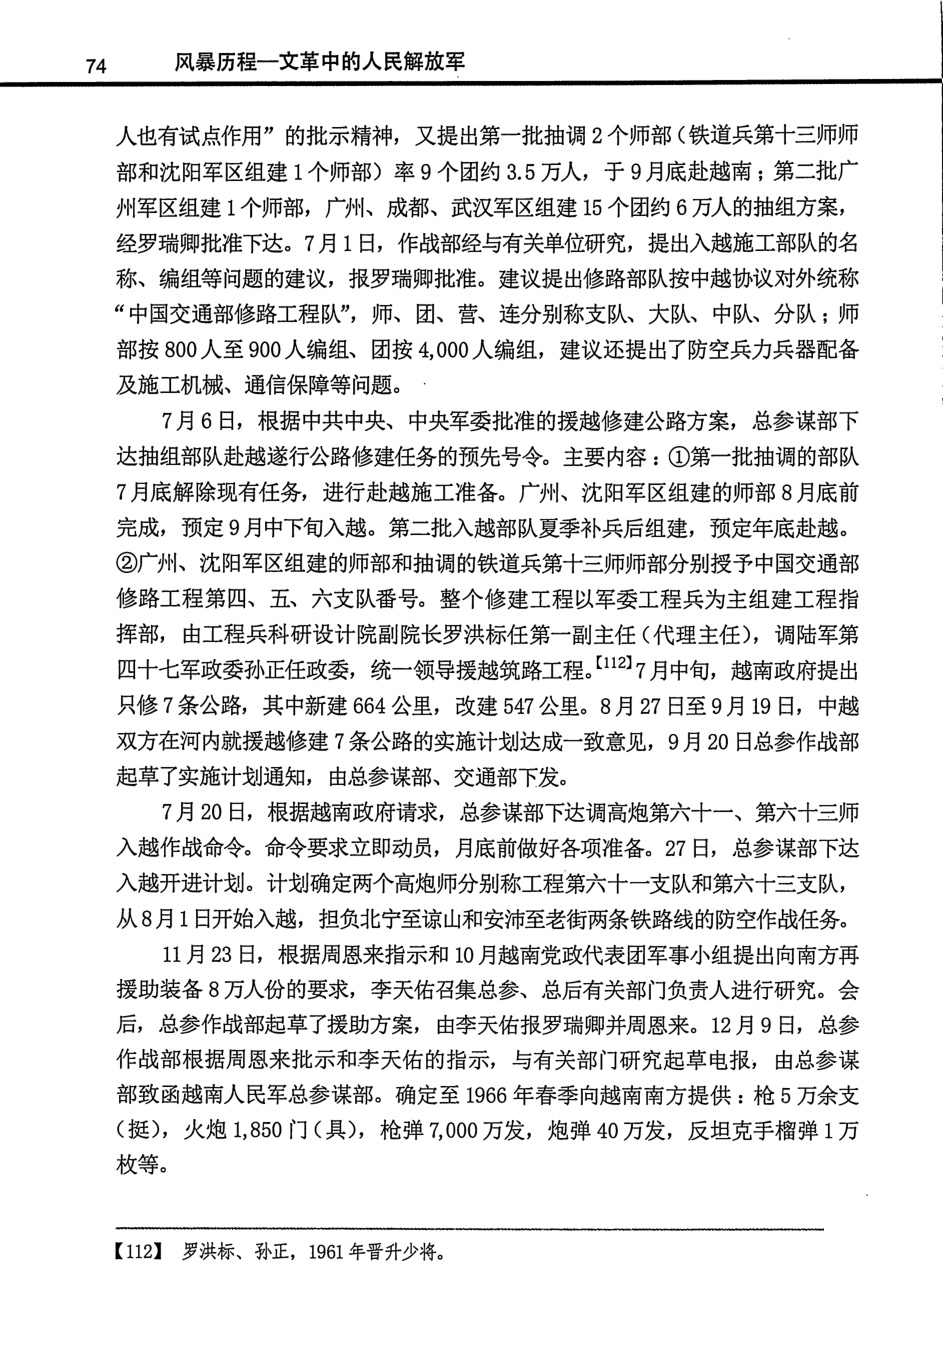 74 风暴历程—文革中的人民解放军
人也有试点作用”的批示精神，又提出第一批抽调2个师部（铁道兵第十三师师
部和沈阳军区组建1个师部）率9个团约3.5万人，于9月底赴越南；第二批广
州军区组建1个师部，广州、成都、武汉军区组建15个团约6万人的抽组方案，
经罗瑞卿批准下达。7月1日，作战部经与有关单位研究，提出入越施工部队的名
称、编组等问题的建议，报罗瑞卿批准。建议提出修路部队按中越协议对外统称
“中国交通部修路工程队”，师、团、营、连分别称支队、大队、中队、分队；师
部按800人至900人编组、团按4,000人编组，建议还提出了防空兵力兵器配备
及施工机械、通信保障等问题。
7月6日，根据中共中央、中央军委批准的援越修建公路方案，总参谋部下
达抽组部队赴越遂行公路修建任务的预先号令。主要内容：①第一批抽调的部队
7月底解除现有任务，进行赴越施工准备。广州、沈阳军区组建的师部8月底前
完成，预定9月中下旬入越。第二批入越部队夏季补兵后组建，预定年底赴越。
②广州、沈阳军区组建的师部和抽调的铁道兵第十三师师部分别授予中国交通部
修路工程第四、五、六支队番号。整个修建工程以军委工程兵为主组建工程指
挥部，由工程兵科研设计院副院长罗洪标任第一副主任（代理主任），调陆军第
四十七军政委孙正任政委，统一领导援越筑路工程。【112】7月中旬，越南政府提出
只修7条公路，其中新建664公里，改建547公里。8月27日至9月19日，中越
双方在河内就援越修建7条公路的实施计划达成一致意见，9月20日总参作战部
起草了实施计划通知，由总参谋部、交通部下发。
7月20日，根据越南政府请求，总参谋部下达调高炮第六十一、第六十三师
入越作战命令。命令要求立即动员，月底前做好各项准备。27日，总参谋部下达
入越开进计划。计划确定两个高炮师分别称工程第六十一支队和第六十三支队，
从8月1日开始入越，担负北宁至谅山和安沛至老街两条铁路线的防空作战任务。
11月23日，根据周恩来指示和10月越南党政代表团军事小组提出向南方再
援助装备8万人份的要求，李天佑召集总参、总后有关部门负责人进行研究。会
后，总参作战部起草了援助方案，由李天佑报罗瑞卿并周恩来。12月9日，总参
作战部根据周恩来批示和李天佑的指示，与有关部门研究起草电报，由总参谋
部致函越南人民军总参谋部。确定至1966年春季向越南南方提供：枪5万余支
（挺），火炮1,850门（具），枪弹7,000万发，炮弹40万发，反坦克手榴弹1万
枚等。
【112】 罗洪标、孙正，1961年晋升少将。